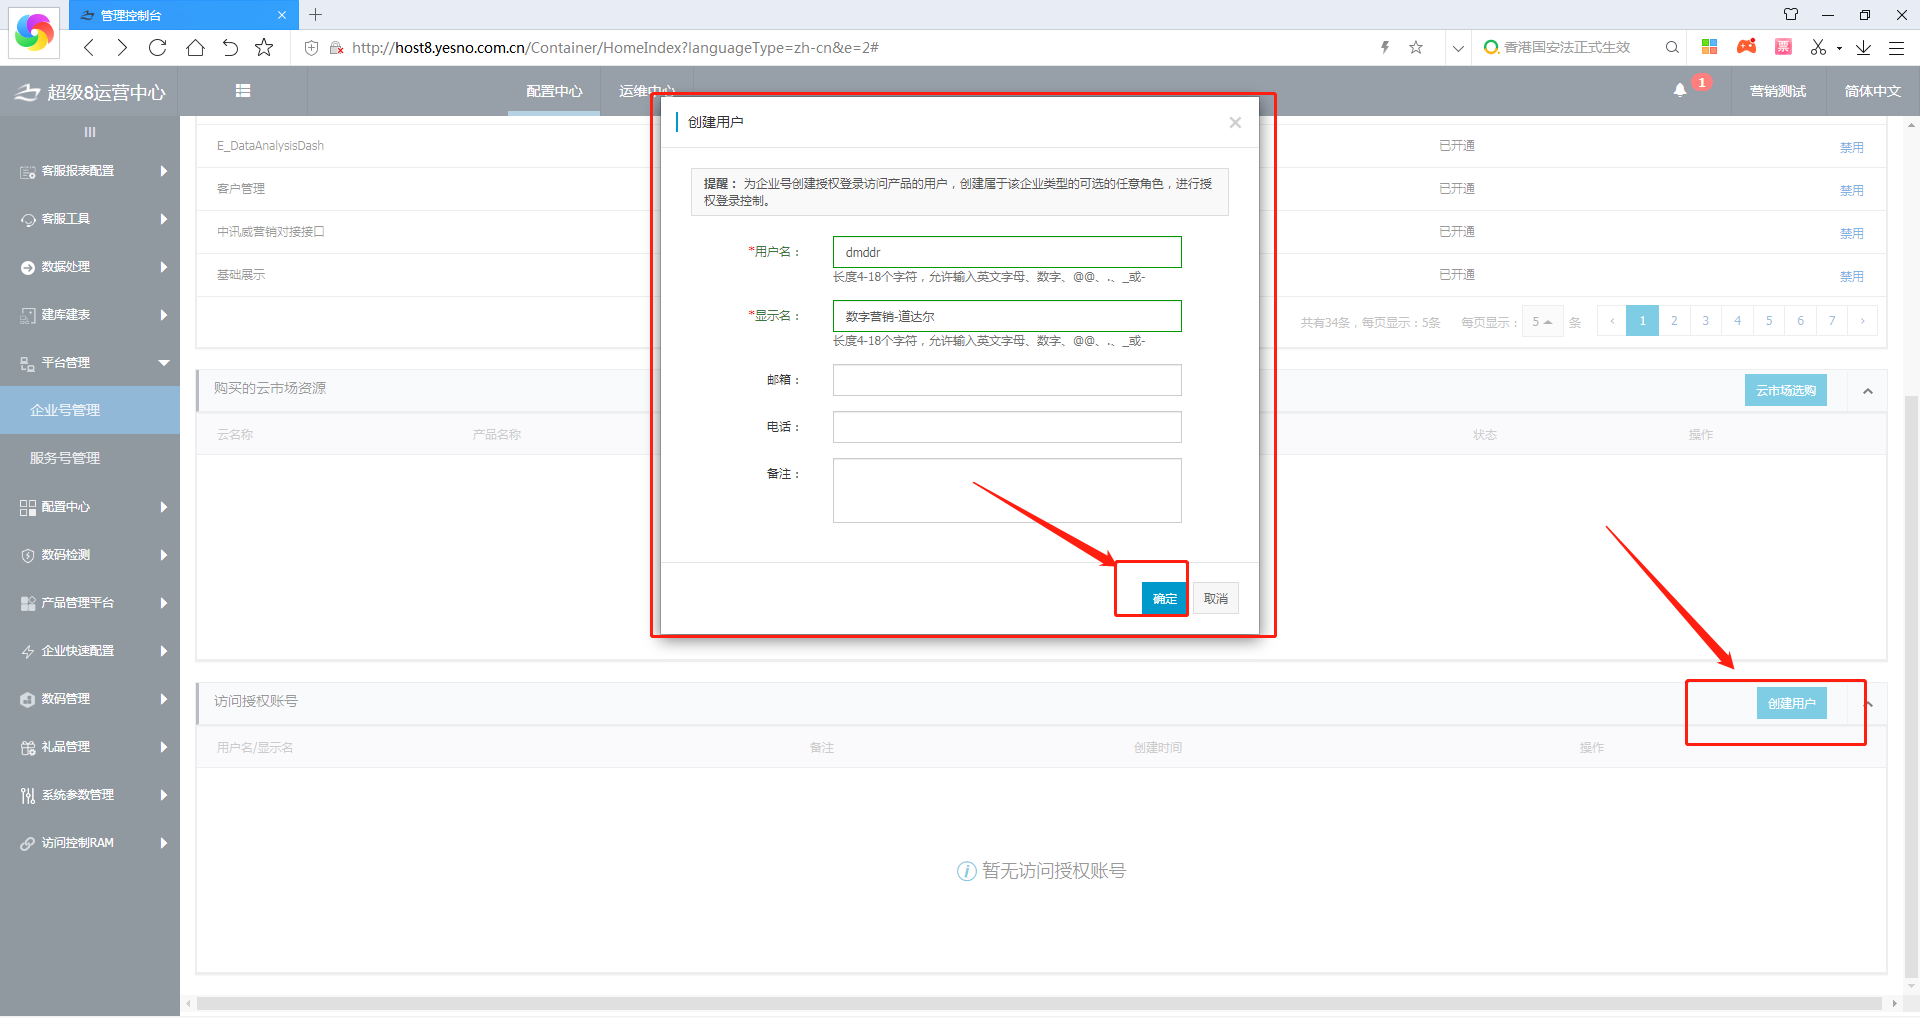 管理控制台
http://host8.yesno.com.cn/Container/HomeIndex?languageType=zh-cn&e=2#
香港国安法正式生效
票
超级8运营中心
配置中心
运维中心
1
营销测试
简体中文
客服报表配置
客服工具
数据处理
建库建表
平台管理
企业号管理
服务号管理
配置中心
数码检测
产品管理平台
企业快速配置
数码管理
礼品管理
系统参数管理
访问控制RAM
E_DataAnalysisDash
已开通
禁用
客户管理
已开通
禁用
中讯威营销对接接口
已开通
禁用
基础展示
已开通
禁用
共有34条，每页显示：5条
每页显示：
5
条
‹ 1 2 3 4 5 6 7 ›
购买的云市场资源
云市场选购
云名称
产品名称
状态
操作
创建用户
×
提醒： 为企业号创建授权登录访问产品的用户，创建属于该企业类型的可选的任意角色，进行授
权登录控制。
*用户名：
dmddr
长度4-18个字符，允许输入英文字母、数字、@@、.、_或-
*显示名：
数字营销-道达尔
长度4-18个字符，允许输入英文字母、数字、@@、.、_或-
邮箱：
电话：
备注：
确定
取消
访问授权账号
创建用户
用户名/显示名
备注
创建时间
操作
暂无访问授权账号